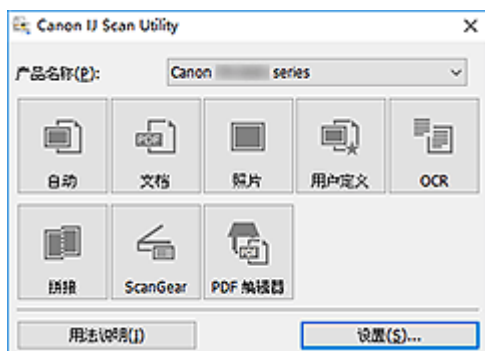 Canon IJ Scan Utility
产品名称(P): Canon series
自动 文档 照片 用户定义 OCR
拼接 ScanGear PDF 编辑器
用法说明(I) 设置(S)...